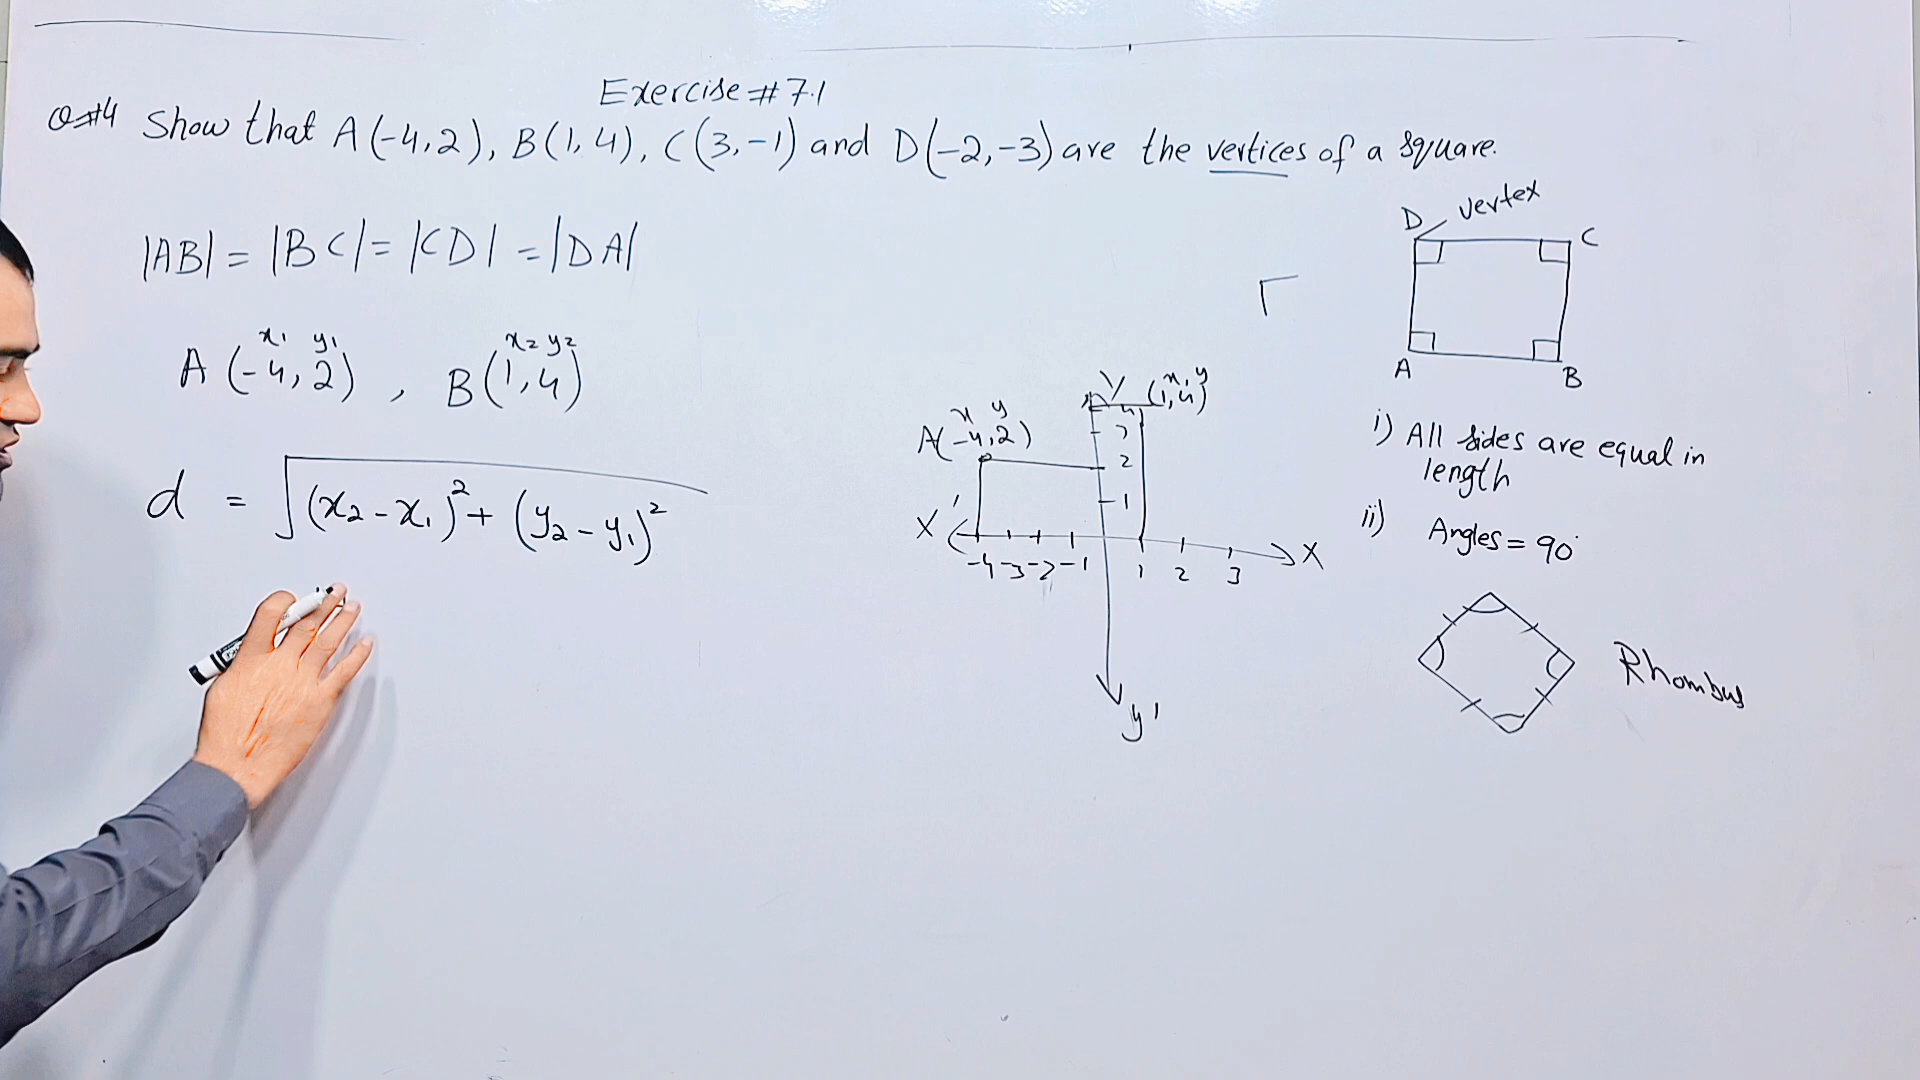 Exercise # 7.1
Q#4 Show that A(-4,2), B(1,4), C(3,-1) and D(-2,-3) are the vertices of a square.
|AB| = |BC| = |CD| = |DA|
x₁ y₁ x₂ y₂
A(-4,2), B(1,4)
d = √(x₂-x₁)²+(y₂-y₁)²
D vertex
C
A
B
i) All sides are equal in
length
ii) Angles = 90°
Rhombus
Y
x, y
(1,4)
x y
A(-4,2)
4
3
2
1
X'
X
-4 -3 -2 -1 1 2 3
y'